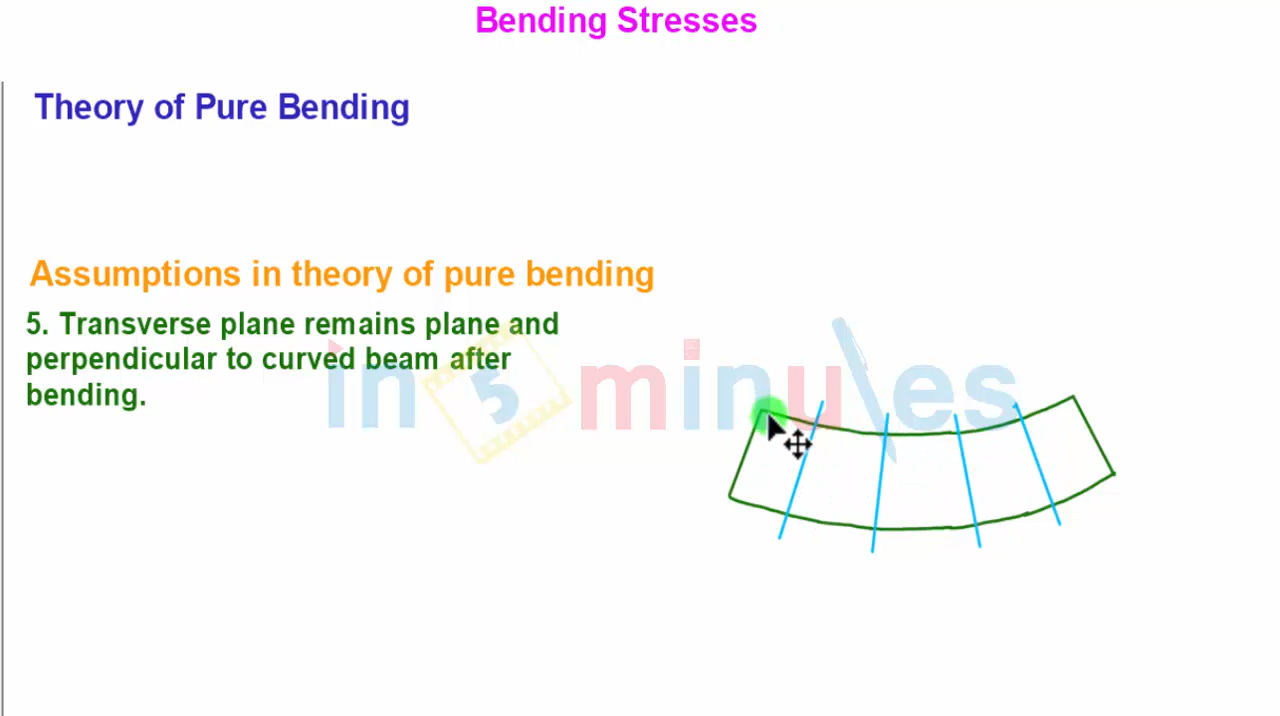 Bending Stresses
Theory of Pure Bending
Assumptions in theory of pure bending
5. Transverse plane remains plane and
perpendicular to curved beam after
bending.
in 5 minutes